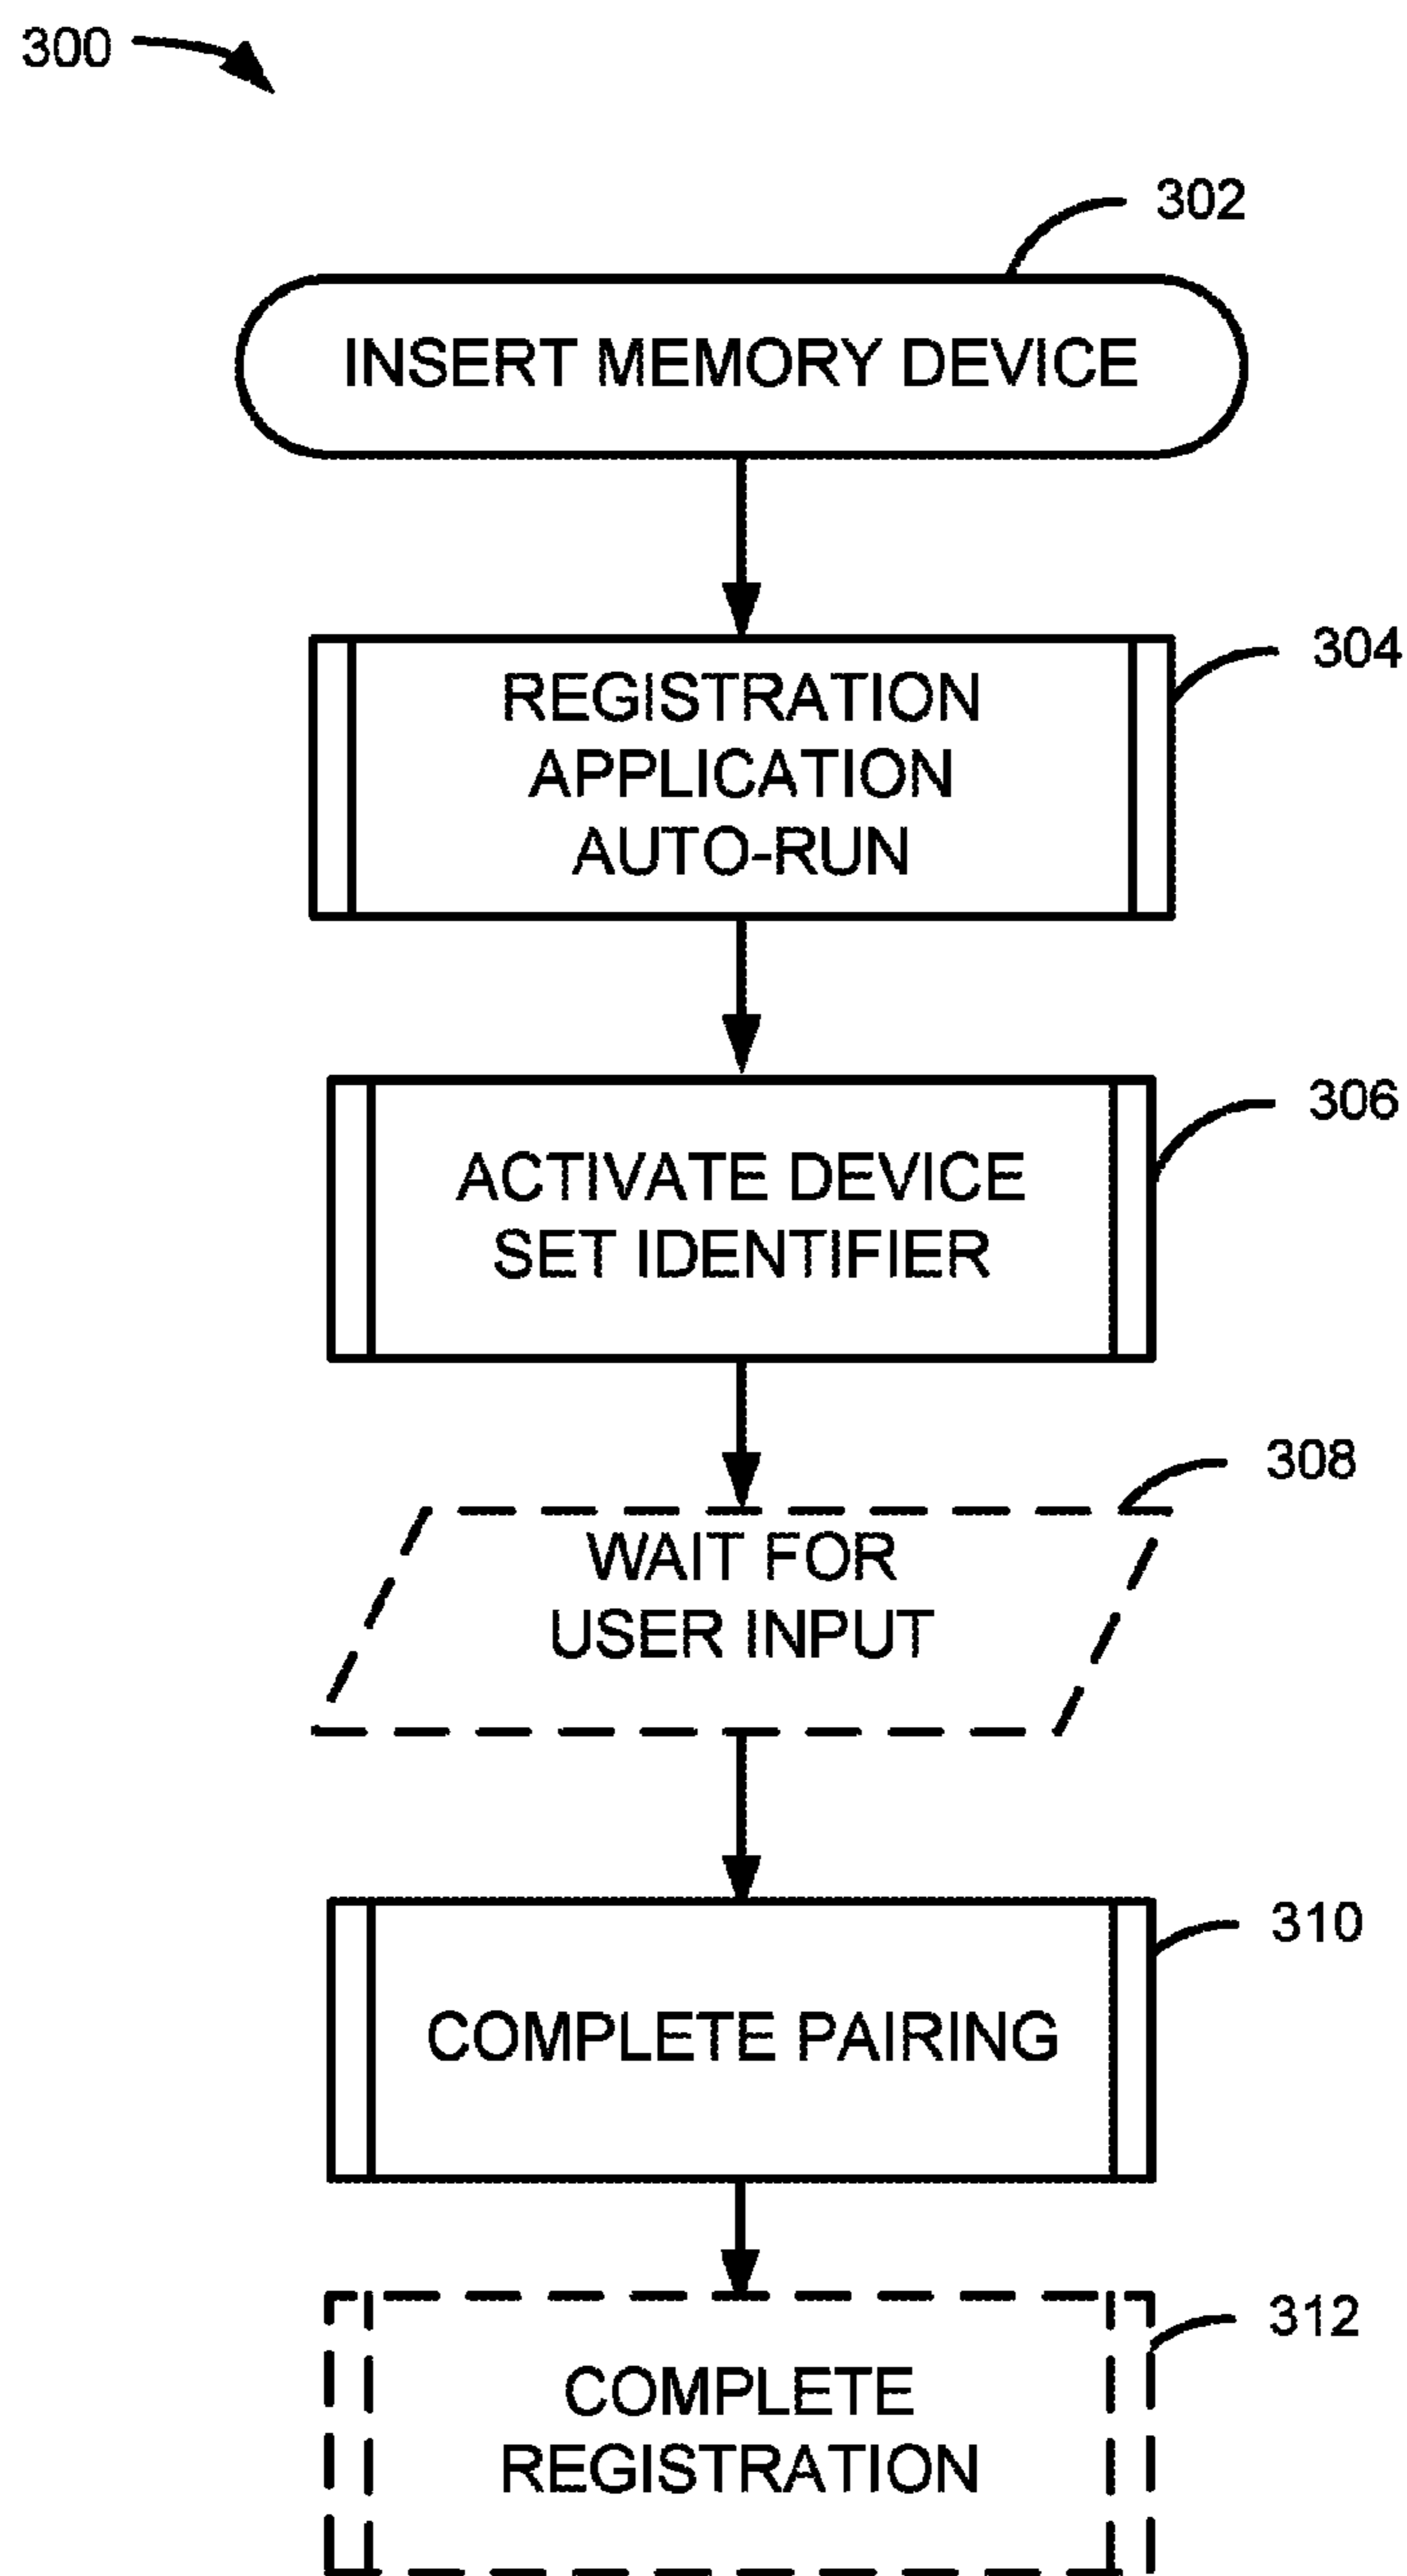 300
302
INSERT MEMORY DEVICE
304
REGISTRATION
APPLICATION
AUTO-RUN
306
ACTIVATE DEVICE
SET IDENTIFIER
308
WAIT FOR
USER INPUT
310
COMPLETE PAIRING
312
COMPLETE
REGISTRATION